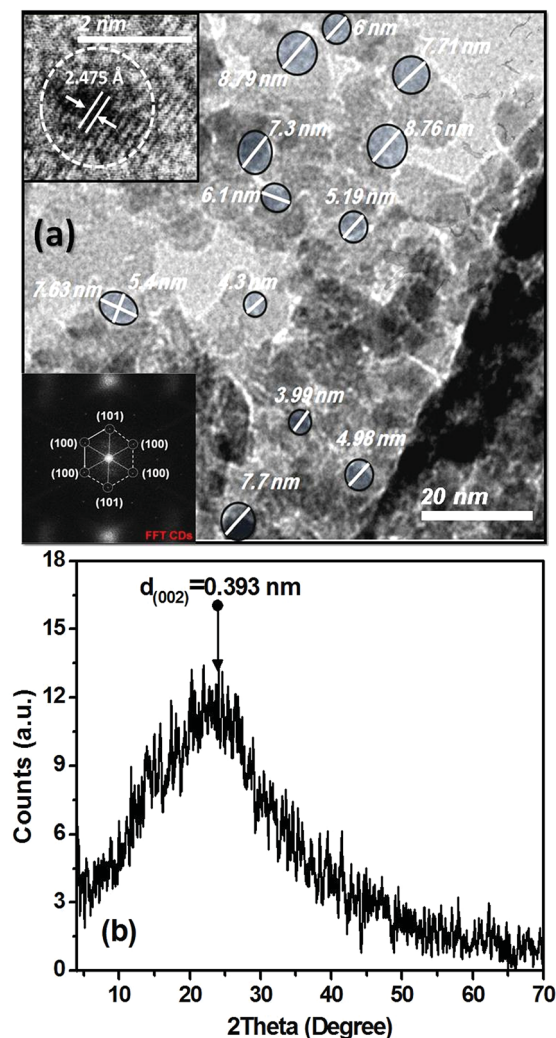 2 nm
2.475 Å
6 nm
8.79 nm
7.71 nm
7.3 nm
8.76 nm
6.1 nm
5.19 nm
(a)
7.63 nm
5.4 nm
4.3 nm
3.99 nm
4.98 nm
7.7 nm
20 nm
(101)
(100) (100)
(100) (100)
(101)
FFT CDs
d(002)=0.393 nm
Counts (a.u.)
18
15
12
9
6
3
0
(b)
10 20 30 40 50 60 70
2Theta (Degree)